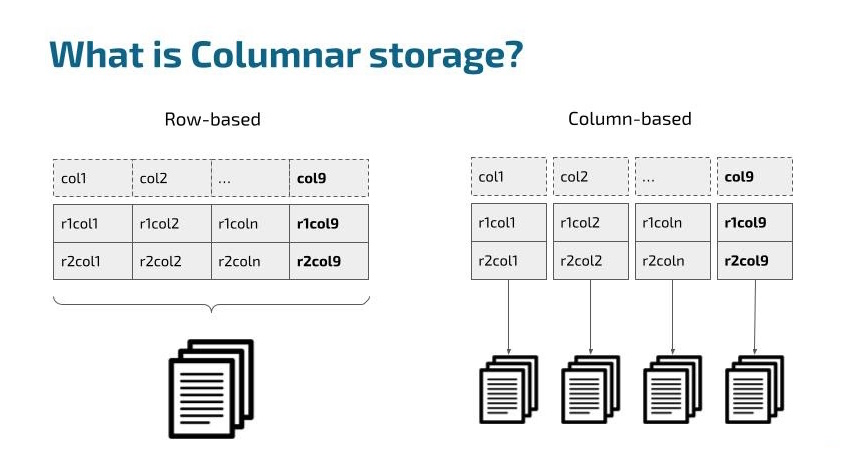 What is Columnar storage?
Row-based
col1 col2 ... col9
r1col1 r1col2 r1coln r1col9
r2col1 r2col2 r2coln r2col9
Column-based
col1 col2 ... col9
r1col1 r1col2 r1coln r1col9
r2col1 r2col2 r2coln r2col9